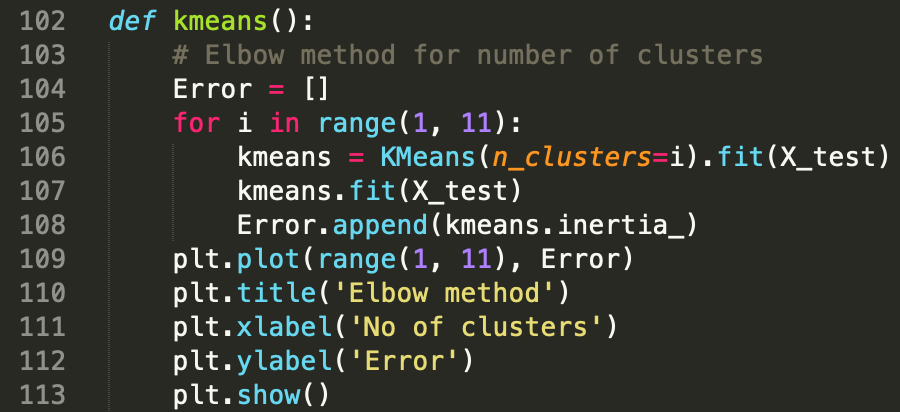 102 def kmeans():
103     # Elbow method for number of clusters
104     Error = []
105     for i in range(1, 11):
106         kmeans = KMeans(n_clusters=i).fit(X_test)
107         kmeans.fit(X_test)
108         Error.append(kmeans.inertia_)
109     plt.plot(range(1, 11), Error)
110     plt.title('Elbow method')
111     plt.xlabel('No of clusters')
112     plt.ylabel('Error')
113     plt.show()